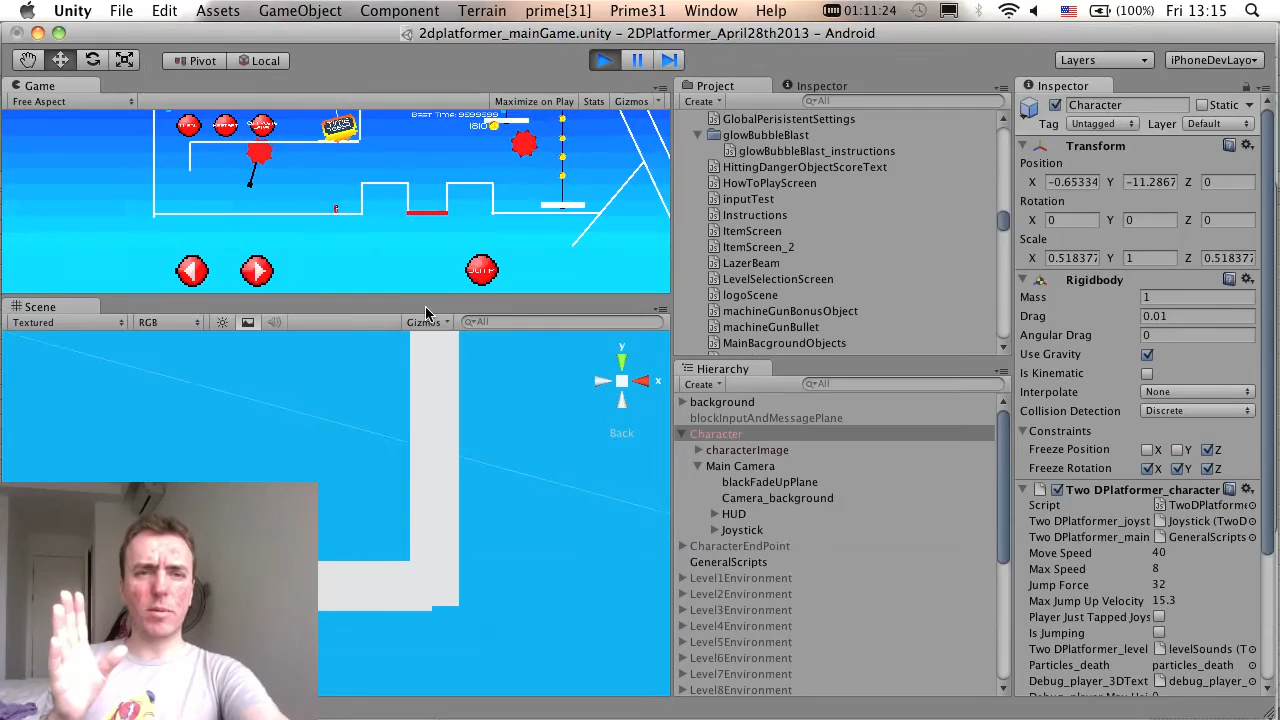 Unity File Edit Assets GameObject Component Terrain prime[31] Prime31 Window Help 01:11:24 (100%) Fri 13:15
2dplatformer_mainGame.unity - 2DPlatformer_April28th2013 - Android
Pivot Local Layers iPhoneDevLayo
Game
Free Aspect Maximize on Play Stats Gizmos
Best Time: 9999999
1810
JUMP
Scene
Textured RGB Gizmos All
y
x
Back
Project Inspector
Create All
GlobalPerisistentSettings
glowBubbleBlast
glowBubbleBlast_instructions
HittingDangerObjectScoreText
HowToPlayScreen
inputTest
Instructions
ItemScreen
ItemScreen_2
LazerBeam
LevelSelectionScreen
logoScene
machineGunBonusObject
machineGunBullet
MainBacgroundObjects
Hierarchy
Create All
background
blockInputAndMessagePlane
Character
characterImage
Main Camera
blackFadeUpPlane
Camera_background
HUD
Joystick
CharacterEndPoint
GeneralScripts
Level1Environment
Level2Environment
Level3Environment
Level4Environment
Level5Environment
Level6Environment
Level7Environment
Level8Environment
Inspector
Character Static
Tag Untagged Layer Default
Transform
Position
X -0.65334 Y -11.2867 Z 0
Rotation
X 0 Y 0 Z 0
Scale
X 0.518377 Y 1 Z 0.518377
Rigidbody
Mass 1
Drag 0.01
Angular Drag 0
Use Gravity
Is Kinematic
Interpolate None
Collision Detection Discrete
Constraints
Freeze Position X Y Z
Freeze Rotation X Y Z
Two DPlatformer_character
Script TwoDPlatforme
Two DPlatformer_joyst Joystick (TwoD
Two DPlatformer_main GeneralScripts
Move Speed 40
Max Speed 8
Jump Force 32
Max Jump Up Velocity 15.3
Player Just Tapped Joys
Is Jumping
Two DPlatformer_level levelSounds (T
Particles_death particles_death
Debug_player_3DText debug_player_